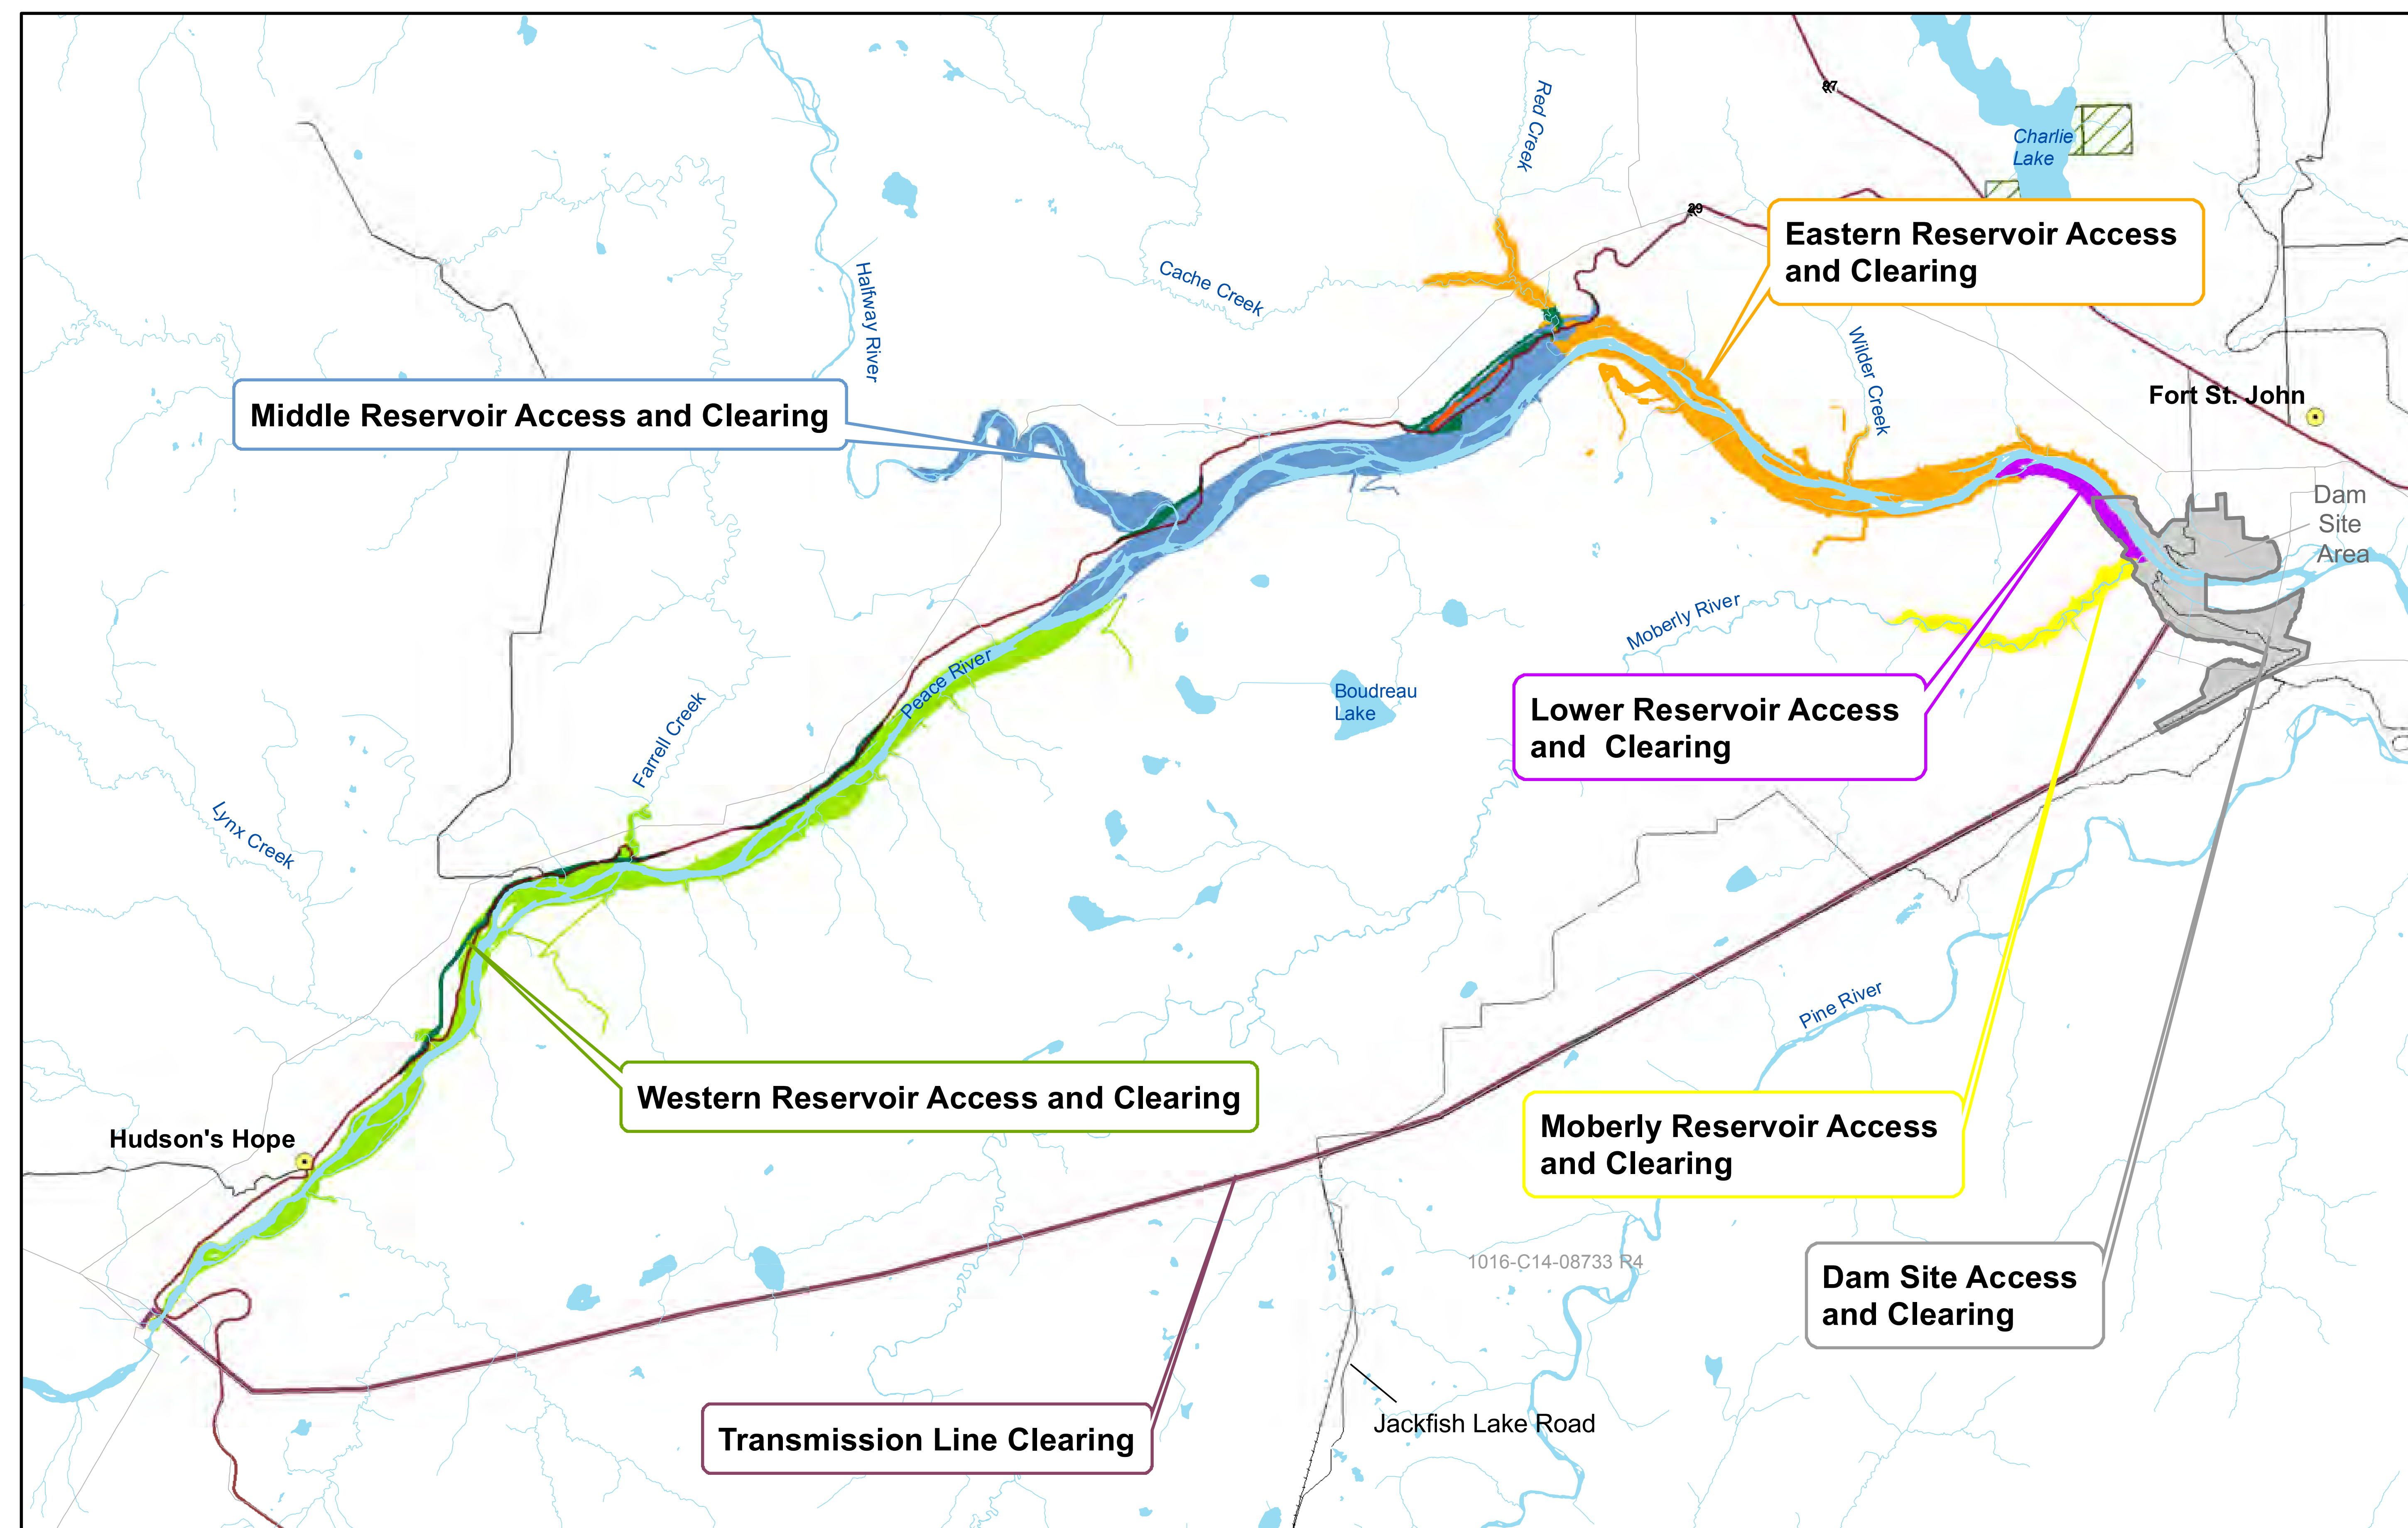 97
Red Creek
Charlie
Lake
29
Eastern Reservoir Access
and Clearing
Cache Creek
Halfway River
Wilder Creek
Fort St. John
Middle Reservoir Access and Clearing
Dam
Site
Area
Moberly River
Peace River
Boudreau
Lake
Lower Reservoir Access
and Clearing
Farrell Creek
Lynx Creek
Pine River
Western Reservoir Access and Clearing
Hudson's Hope
Moberly Reservoir Access
and Clearing
1016-C14-08733 R4
Dam Site Access
and Clearing
Jackfish Lake Road
Transmission Line Clearing